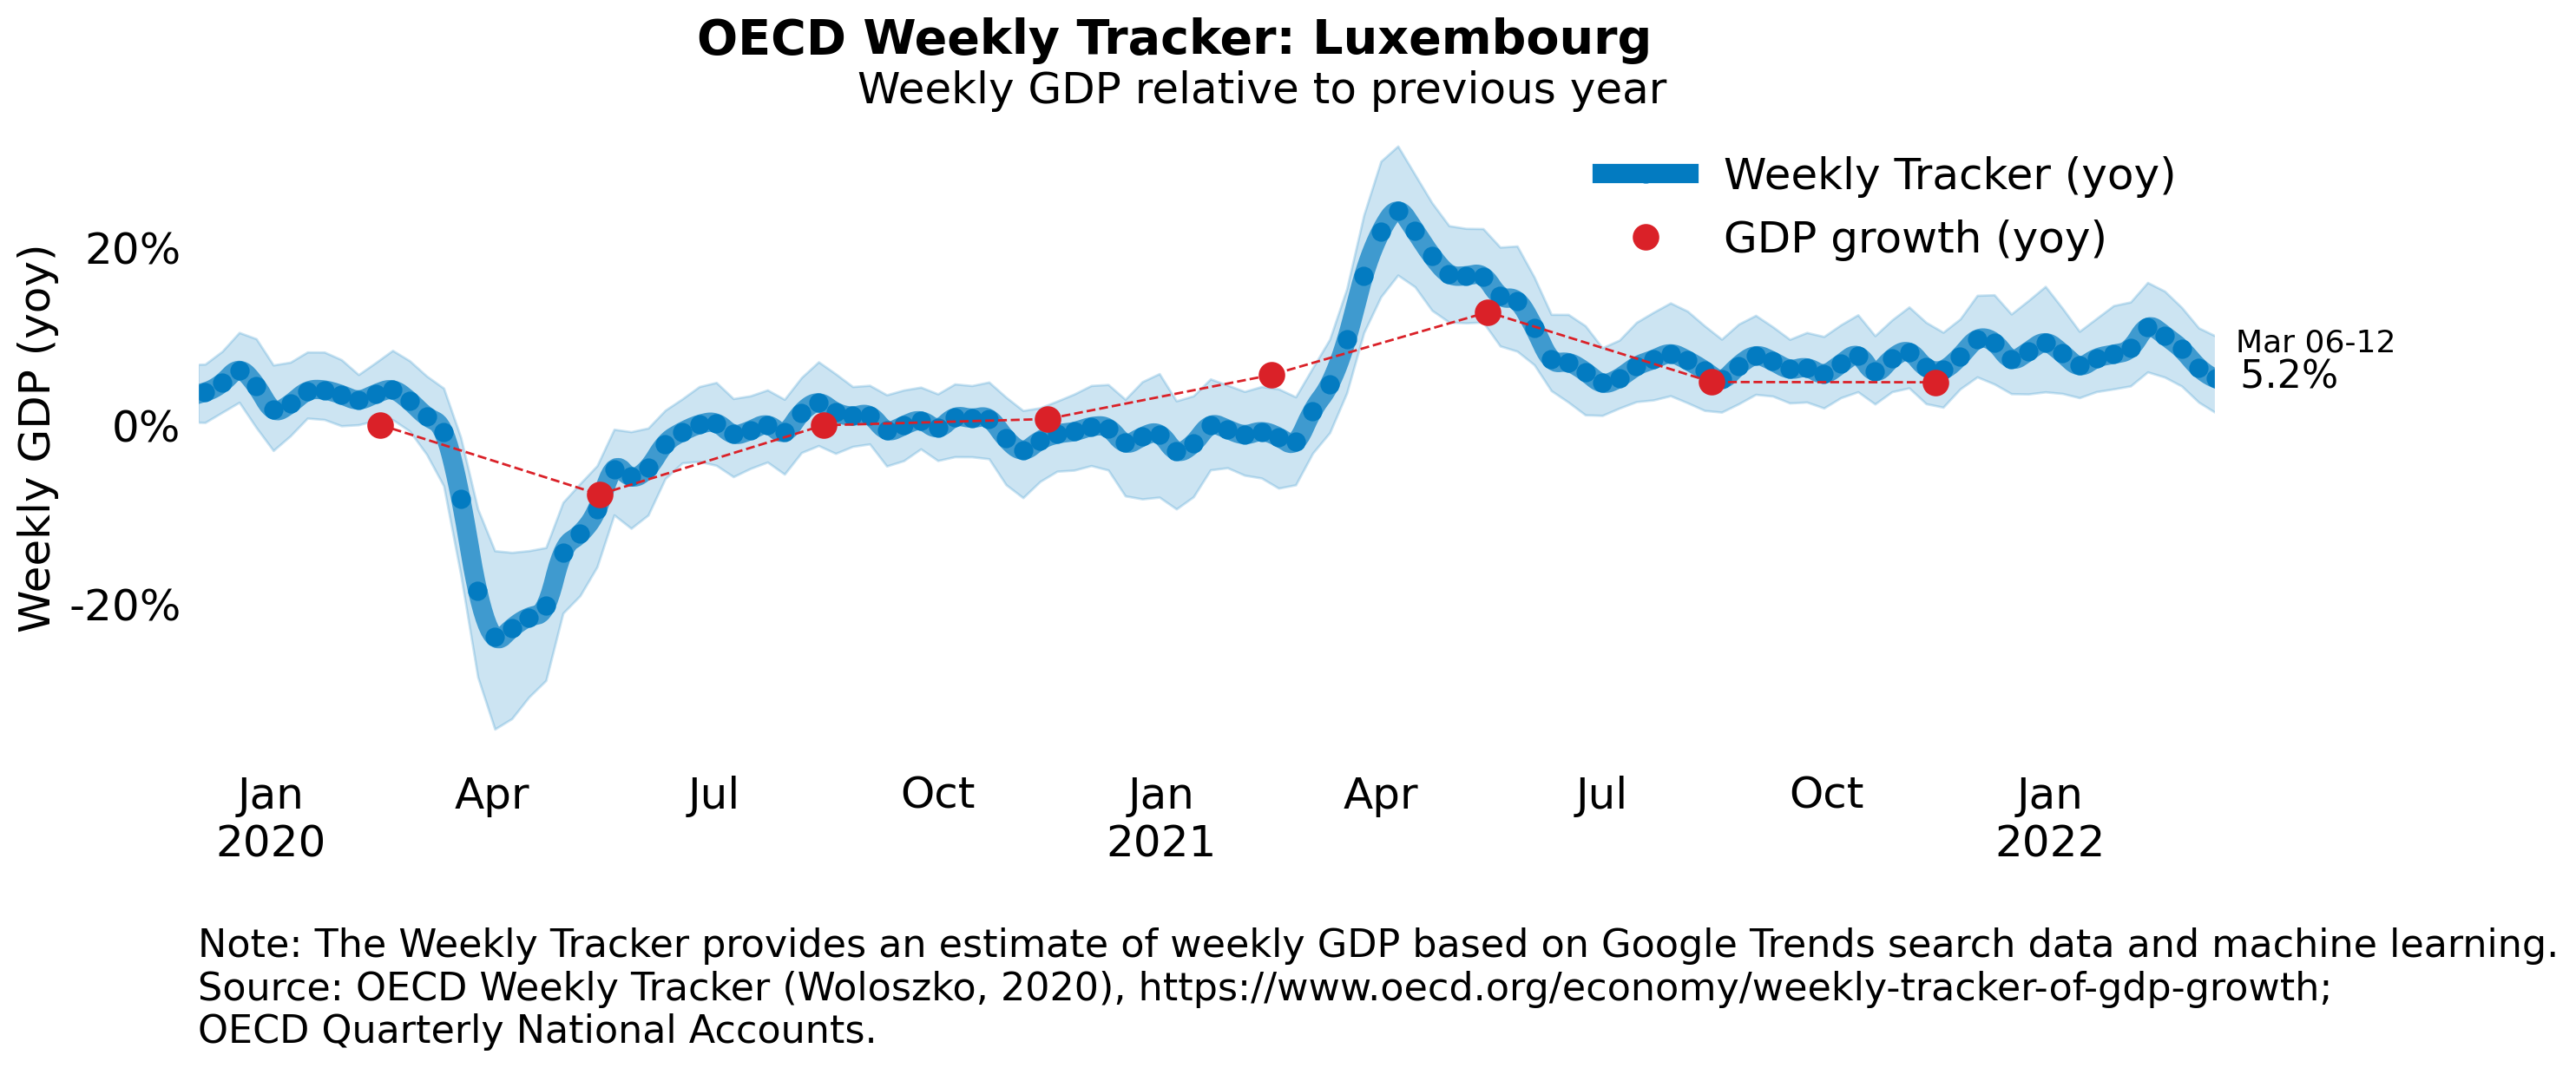 OECD Weekly Tracker: Luxembourg
Weekly GDP relative to previous year
Weekly Tracker (yoy)
GDP growth (yoy)
Weekly GDP (yoy)
20%
0%
-20%
Mar 06-12
5.2%
Jan
2020
Apr
Jul
Oct
Jan
2021
Apr
Jul
Oct
Jan
2022
Note: The Weekly Tracker provides an estimate of weekly GDP based on Google Trends search data and machine learning.
Source: OECD Weekly Tracker (Woloszko, 2020), https://www.oecd.org/economy/weekly-tracker-of-gdp-growth;
OECD Quarterly National Accounts.